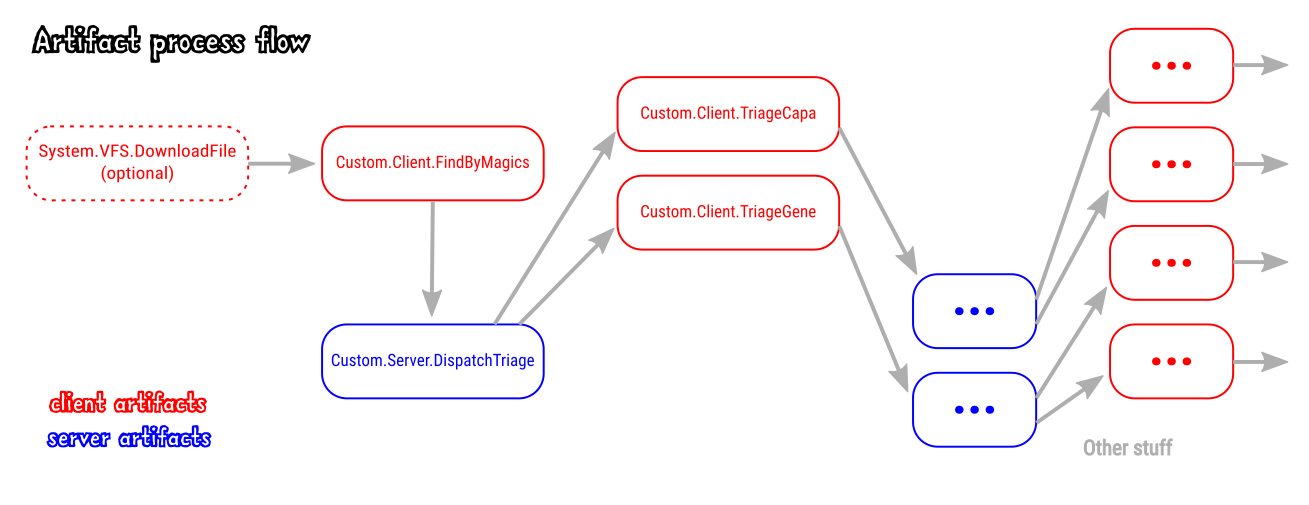 Artifact process flow
System.VFS.DownloadFile
(optional)
Custom.Client.FindByMagics
Custom.Server.DispatchTriage
Custom.Client.TriageCapa
Custom.Client.TriageGene
•••
•••
•••
•••
•••
•••
client artifacts
server artifacts
Other stuff